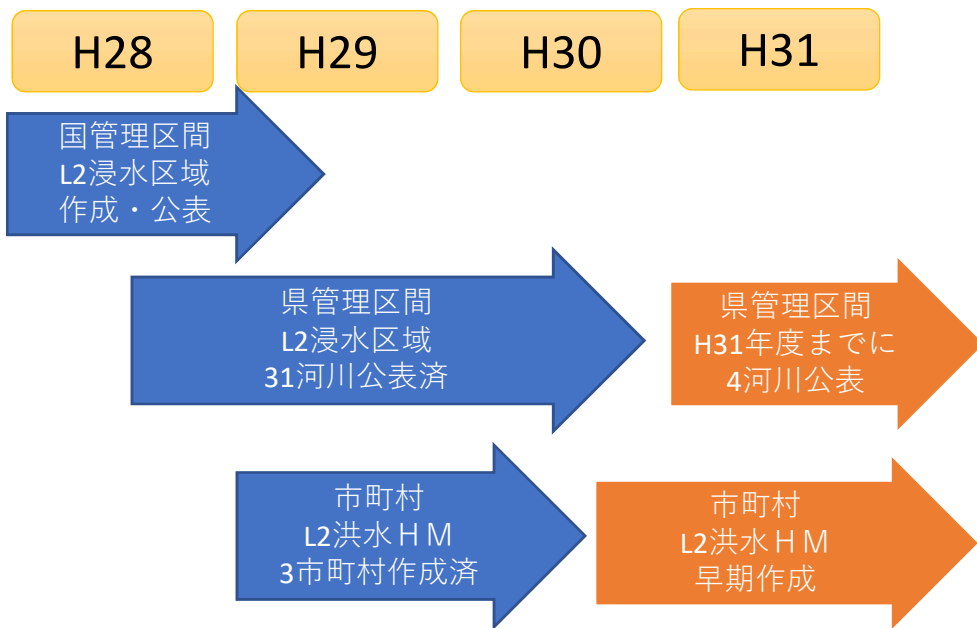 H28
H29
H30
H31
国管理区間
L2浸水区域
作成・公表
県管理区間
L2浸水区域
31河川公表済
県管理区間
H31年度までに
4河川公表
市町村
L2洪水ＨＭ
3市町村作成済
市町村
L2洪水ＨＭ
早期作成